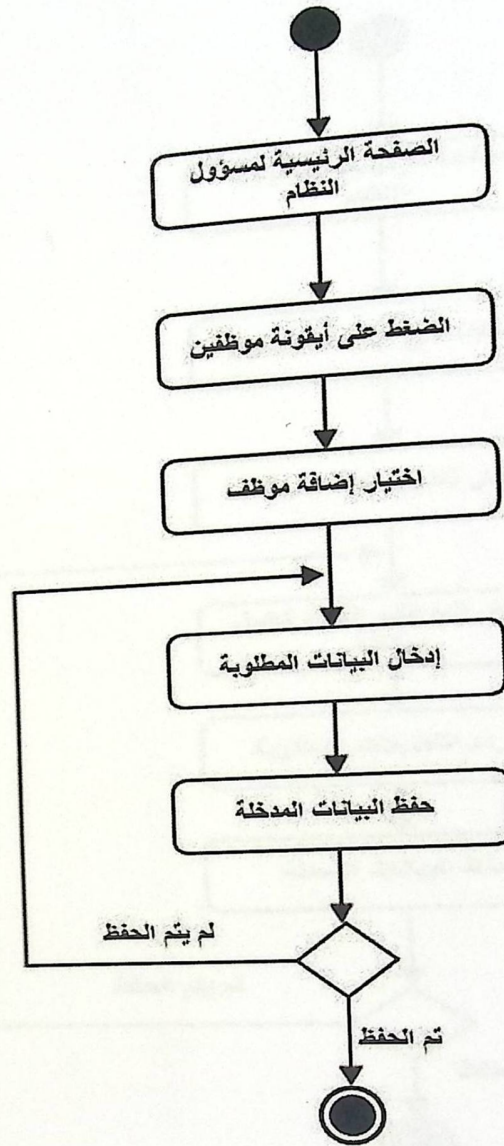 الصفحة الرئيسية لمسؤول
النظام
الضغط على أيقونة موظفين
اختيار إضافة موظف
إدخال البيانات المطلوبة
حفظ البيانات المدخلة
لم يتم الحفظ
تم الحفظ